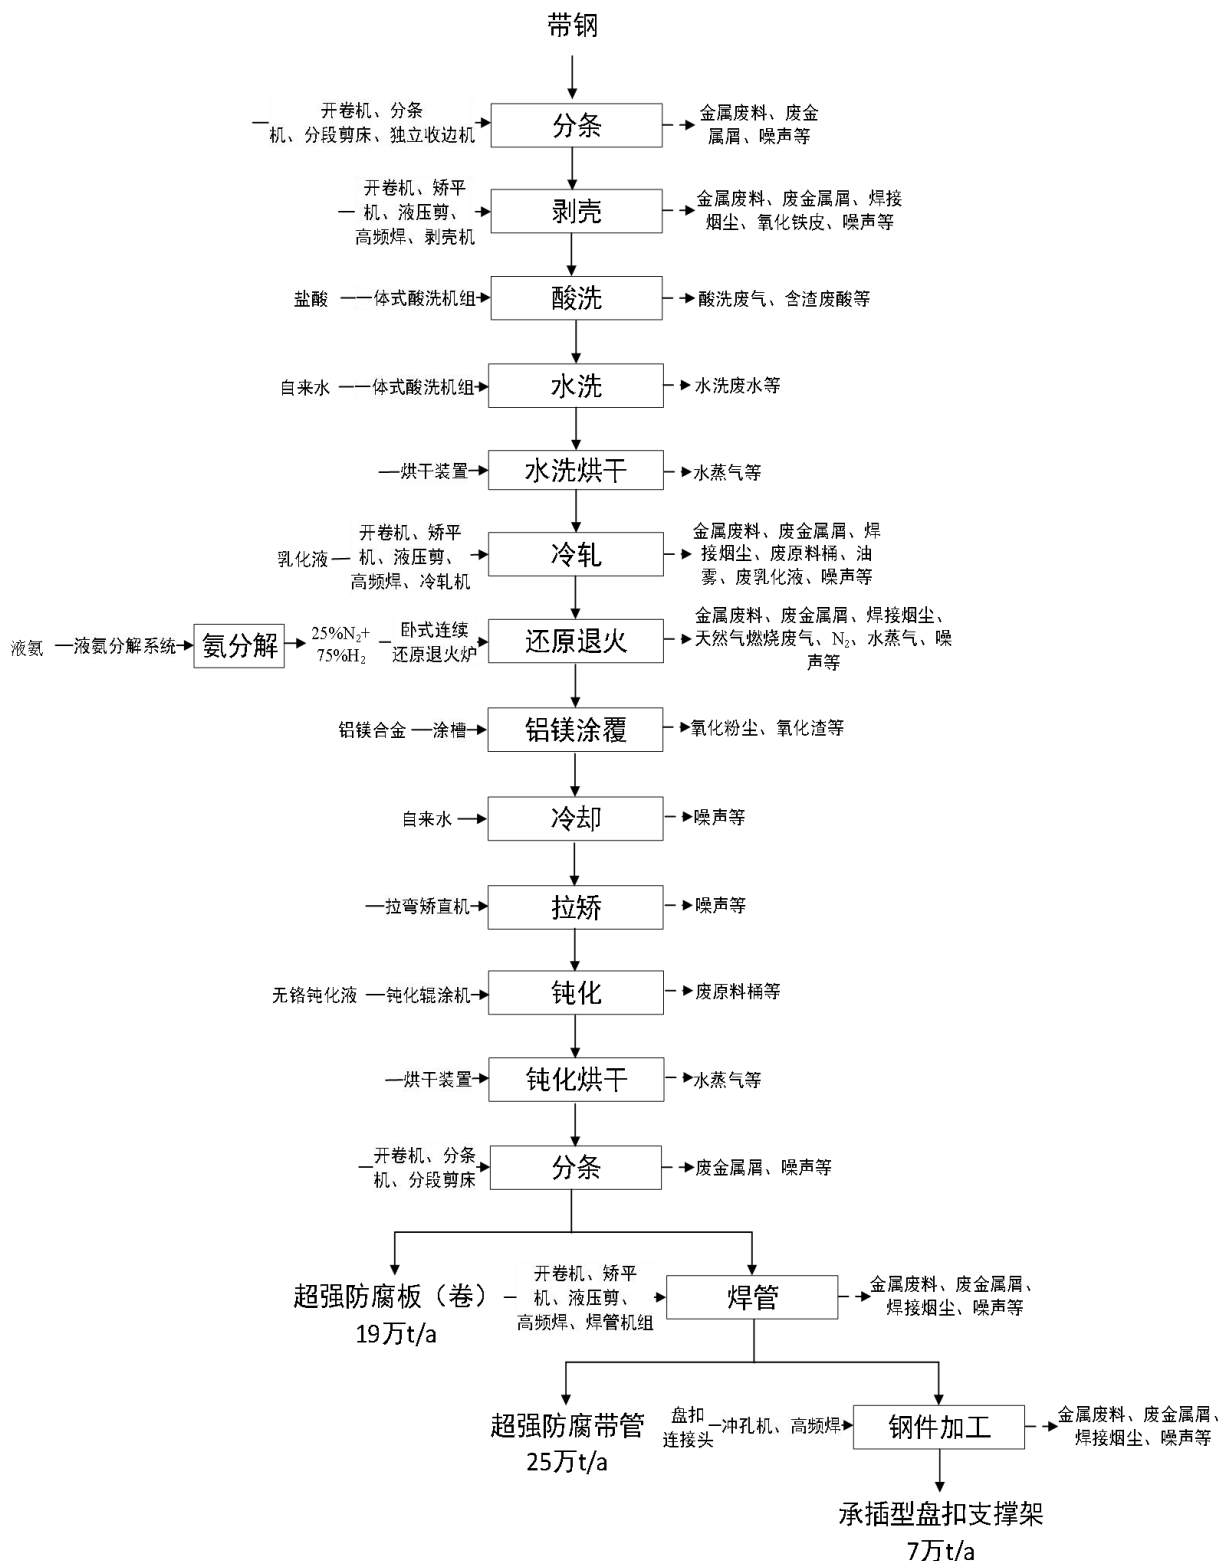 带钢
开卷机、分条
机、分段剪床、独立收边机
分条
金属废料、废金
属屑、噪声等
开卷机、矫平
机、液压剪、
高频焊、剥壳机
剥壳
金属废料、废金属屑、焊接
烟尘、氧化铁皮、噪声等
盐酸
一体式酸洗机组
酸洗
酸洗废气、含渣废酸等
自来水
一体式酸洗机组
水洗
水洗废水等
烘干装置
水洗烘干
水蒸气等
乳化液
开卷机、矫平
机、液压剪、
高频焊、冷轧机
冷轧
金属废料、废金属屑、焊
接烟尘、废原料桶、油
雾、废乳化液、噪声等
液氨
液氨分解系统
氨分解
25%N₂+
75%H₂
卧式连续
还原退火炉
还原退火
金属废料、废金属屑、焊接烟尘、
天然气燃烧废气、N₂、水蒸气、噪
声等
铝镁合金
涂槽
铝镁涂覆
氧化粉尘、氧化渣等
自来水
冷却
噪声等
拉弯矫直机
拉矫
噪声等
无铬钝化液
钝化辊涂机
钝化
废原料桶等
烘干装置
钝化烘干
水蒸气等
开卷机、分条
机、分段剪床
分条
废金属屑、噪声等
超强防腐板（卷）
19万t/a
开卷机、矫平
机、液压剪、
高频焊、焊管机组
焊管
金属废料、废金属屑、
焊接烟尘、噪声等
超强防腐带管
25万t/a
盘扣
连接头
冲孔机、高频焊
钢件加工
金属废料、废金属屑、
焊接烟尘、噪声等
承插型盘扣支撑架
7万t/a